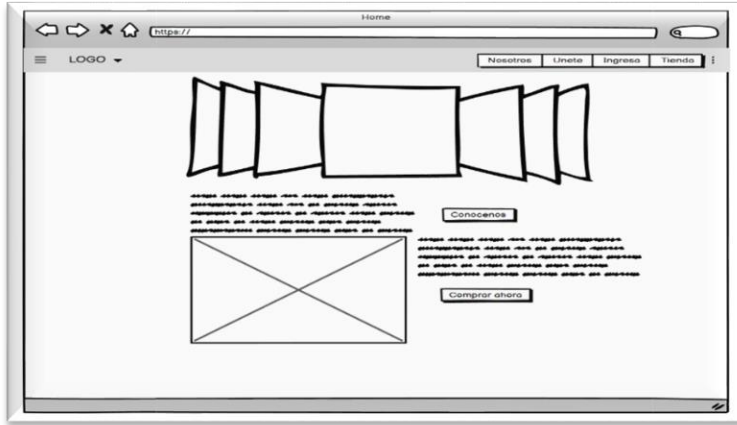 Home
https://
LOGO
Nosotros Unete Ingresa Tienda
Conocenos
Comprar ahora